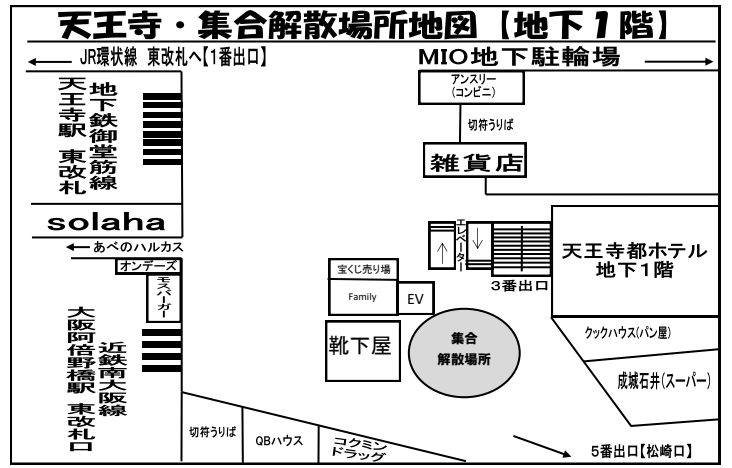 天王寺・集合解散場所地図【地下1階】
JR環状線 東改札へ【1番出口】
MIO地下駐輪場
地下鉄御堂筋線
天王寺駅 東改札
アンスリー
(コンビニ)
切符うりば
雑貨店
solaha
あべのハルカス
オンデーズ
モスバーガー
近鉄南大阪線
大阪阿倍野橋駅 東改札口
エレベーター
3番出口
天王寺都ホテル
地下1階
宝くじ売り場
Family
EV
靴下屋
集合
解散場所
クックハウス(パン屋)
成城石井(スーパー)
切符うりば
QBハウス
コクミン
ドラッグ
5番出口【松崎口】